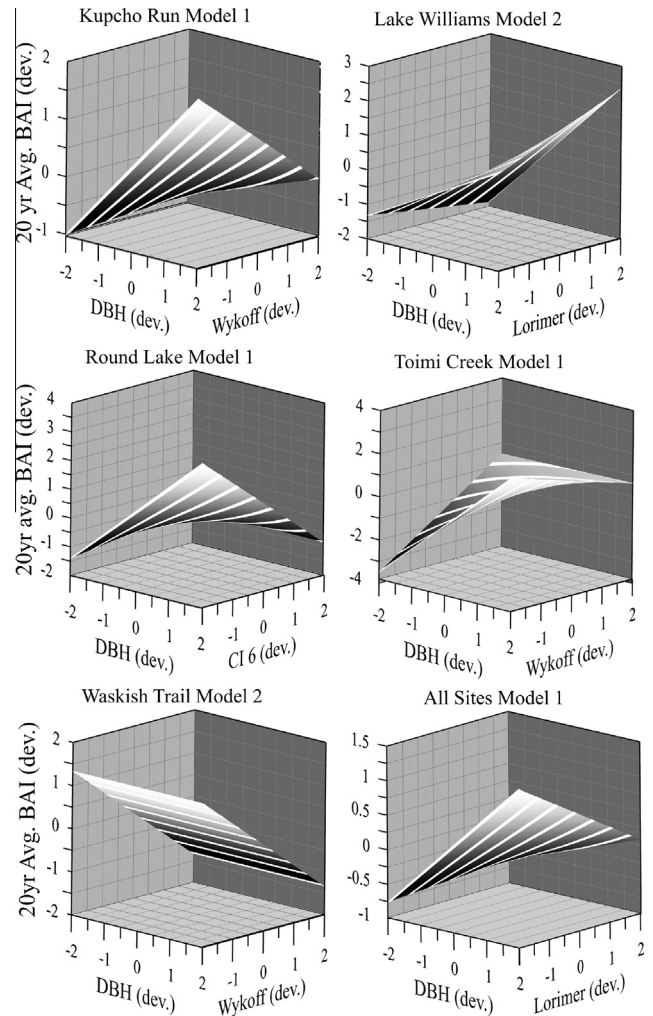 Kupcho Run Model 1
Lake Williams Model 2
20 yr Avg. BAI (dev.)
2
1
0
-1
-2 -1 0 1 2
DBH (dev.)
-1 0 1 2
Wykoff (dev.)
3
2
1
0
-1
-2
-2 -1 0 1 2
DBH (dev.)
-1 0 1 2
Lorimer (dev.)
Round Lake Model 1
Toimi Creek Model 1
20yr avg. BAI (dev.)
4
4
3
2
1
0
-1
-2
-2 -1 0 1 2
DBH (dev.)
-1 0 1 2
CI 6 (dev.)
4
2
0
-2
-4
-2 -1 0 1 2
DBH (dev.)
-1 0 1 2
Wykoff (dev.)
Waskish Trail Model 2
All Sites Model 1
20yr Avg. BAI (dev.)
2
1
0
-1
-2
-2 -1 0 1 2
DBH (dev.)
-1 0 1 2
Wykoff (dev.)
1.5
1
0.5
0
-0.5
-1
-2 -1 0 1 2
DBH (dev.)
-1 0 1 2
Lorimer (dev.)